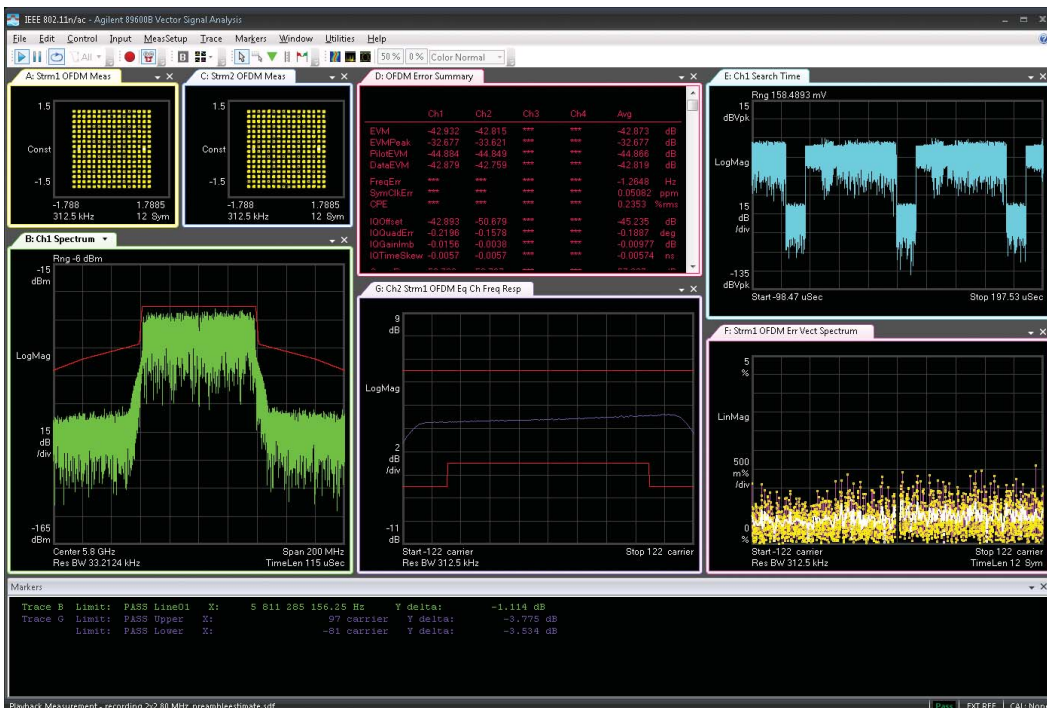 IEEE 802.11n/ac - Agilent 89600B Vector Signal Analysis
File Edit Control Input MeasSetup Trace Markers Window Utilities Help
All 50% 0% Color Normal
A: Strm1 OFDM Meas
1.5
Const
-1.5
-1.788 1.7885
312.5 kHz 12 Sym
C: Strm2 OFDM Meas
1.5
Const
-1.5
-1.788 1.7885
312.5 kHz 12 Sym
D: OFDM Error Summary
Ch1 Ch2 Ch3 Ch4 Avg
EVM -42.932 -42.815 *** *** -42.873 dB
EVMPeak -32.677 -33.621 *** *** -32.677 dB
PilotEVM -44.884 -44.849 *** *** -44.866 dB
DataEVM -42.879 -42.759 *** *** -42.819 dB
FreqErr *** *** *** *** -1.2648 Hz
SymClkErr *** *** *** *** 0.05082 ppm
CPE *** *** *** *** 0.2353 %rms
IQOffset -42.893 -50.679 *** *** -45.235 dB
IQQuadErr -0.2196 -0.1578 *** *** -0.1887 deg
IQGainImb -0.0156 -0.0038 *** *** -0.00977 dB
IQTimeSkew -0.0057 -0.0057 *** *** -0.00574 ns
E: Ch1 Search Time
Rng 158.4893 mV
15
dBVpk
LogMag
15
dB
/div
-135
dBVpk
Start -98.47 uSec Stop 197.53 uSec
B: Ch1 Spectrum
Rng -6 dBm
-15
dBm
LogMag
15
dB
/div
-165
dBm
Center 5.8 GHz Span 200 MHz
Res BW 33.2124 kHz TimeLen 115 uSec
G: Ch2 Strm1 OFDM Eq Ch Freq Resp
9
dB
LogMag
2
dB
/div
-11
dB
Start -122 carrier Stop 122 carrier
Res BW 312.5 kHz
F: Strm1 OFDM Err Vect Spectrum
5
%
LinMag
500
m%
/div
0
%
Start -122 carrier Stop 122 carrier
Res BW 312.5 kHz TimeLen 12 Sym
Markers
Trace B Limit: PASS Line01 X: 5 811 285 156.25 Hz Y delta: -1.114 dB
Trace G Limit: PASS Upper X: 97 carrier Y delta: -3.775 dB
Limit: PASS Lower X: -81 carrier Y delta: -3.534 dB
Playback Measurement - recording 2x2 80 MHz_preambleestimate.sdf Pass EXT REF CAL: None